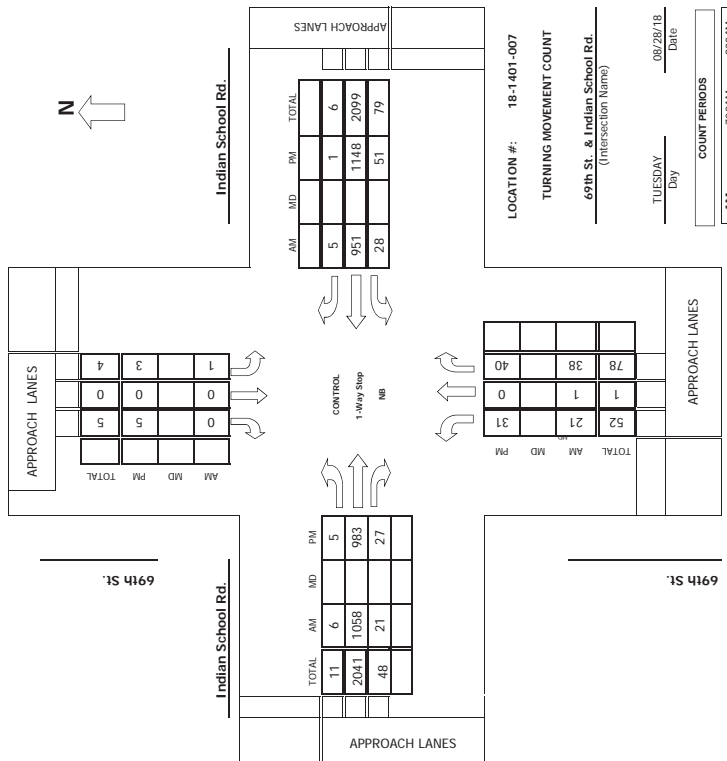 APPROACH LANES
N
Indian School Rd.
AM MD PM TOTAL
5 1 6
951 1148 2099
28 51 79
APPROACH LANES
TOTAL 5 0 4
PM 5 0 3
MD
AM 0 0 1
CONTROL
1-Way Stop
NB
LOCATION #: 18-1401-007
TURNING MOVEMENT COUNT
69th St. & Indian School Rd.
(Intersection Name)
TUESDAY 08/28/18
Day Date
COUNT PERIODS
69th St.
Indian School Rd.
TOTAL AM MD PM
11 6 5
2041 1058 983
48 21 27
APPROACH LANES
PM 31 0 40
MD
AM 21 1 38
MD
TOTAL 52 1 78
APPROACH LANES
69th St.